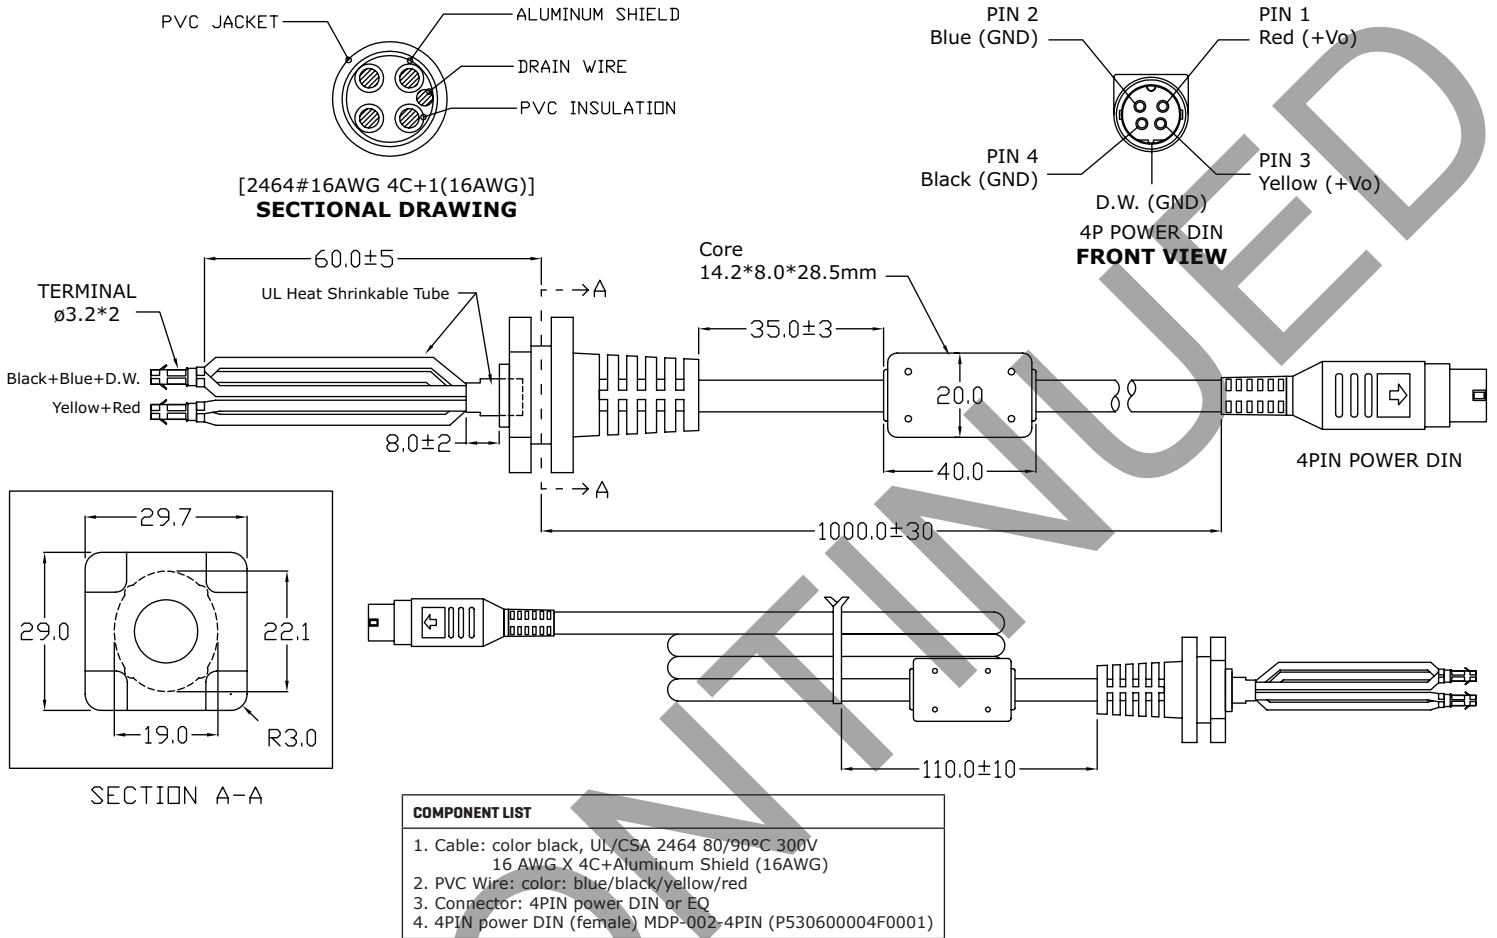 PVC JACKET
ALUMINUM SHIELD
DRAIN WIRE
PVC INSULATION
[2464#16AWG 4C+1(16AWG)]
SECTIONAL DRAWING
PIN 2
Blue (GND)
PIN 1
Red (+Vo)
PIN 4
Black (GND)
PIN 3
Yellow (+Vo)
D.W. (GND)
4P POWER DIN
FRONT VIEW
60.0±5
UL Heat Shrinkable Tube
TERMINAL
ø3.2*2
Black+Blue+D.W.
Yellow+Red
8.0±2
A
A
Core
14.2*8.0*28.5mm
35.0±3
20.0
40.0
4PIN POWER DIN
1000.0±30
29.7
29.0
22.1
19.0
R3.0
SECTION A-A
110.0±10
COMPONENT LIST
1. Cable: color black, UL/CSA 2464 80/90°C 300V
16 AWG X 4C+Aluminum Shield (16AWG)
2. PVC Wire: color: blue/black/yellow/red
3. Connector: 4PIN power DIN or EQ
4. 4PIN power DIN (female) MDP-002-4PIN (P530600004F0001)
ONTINUED